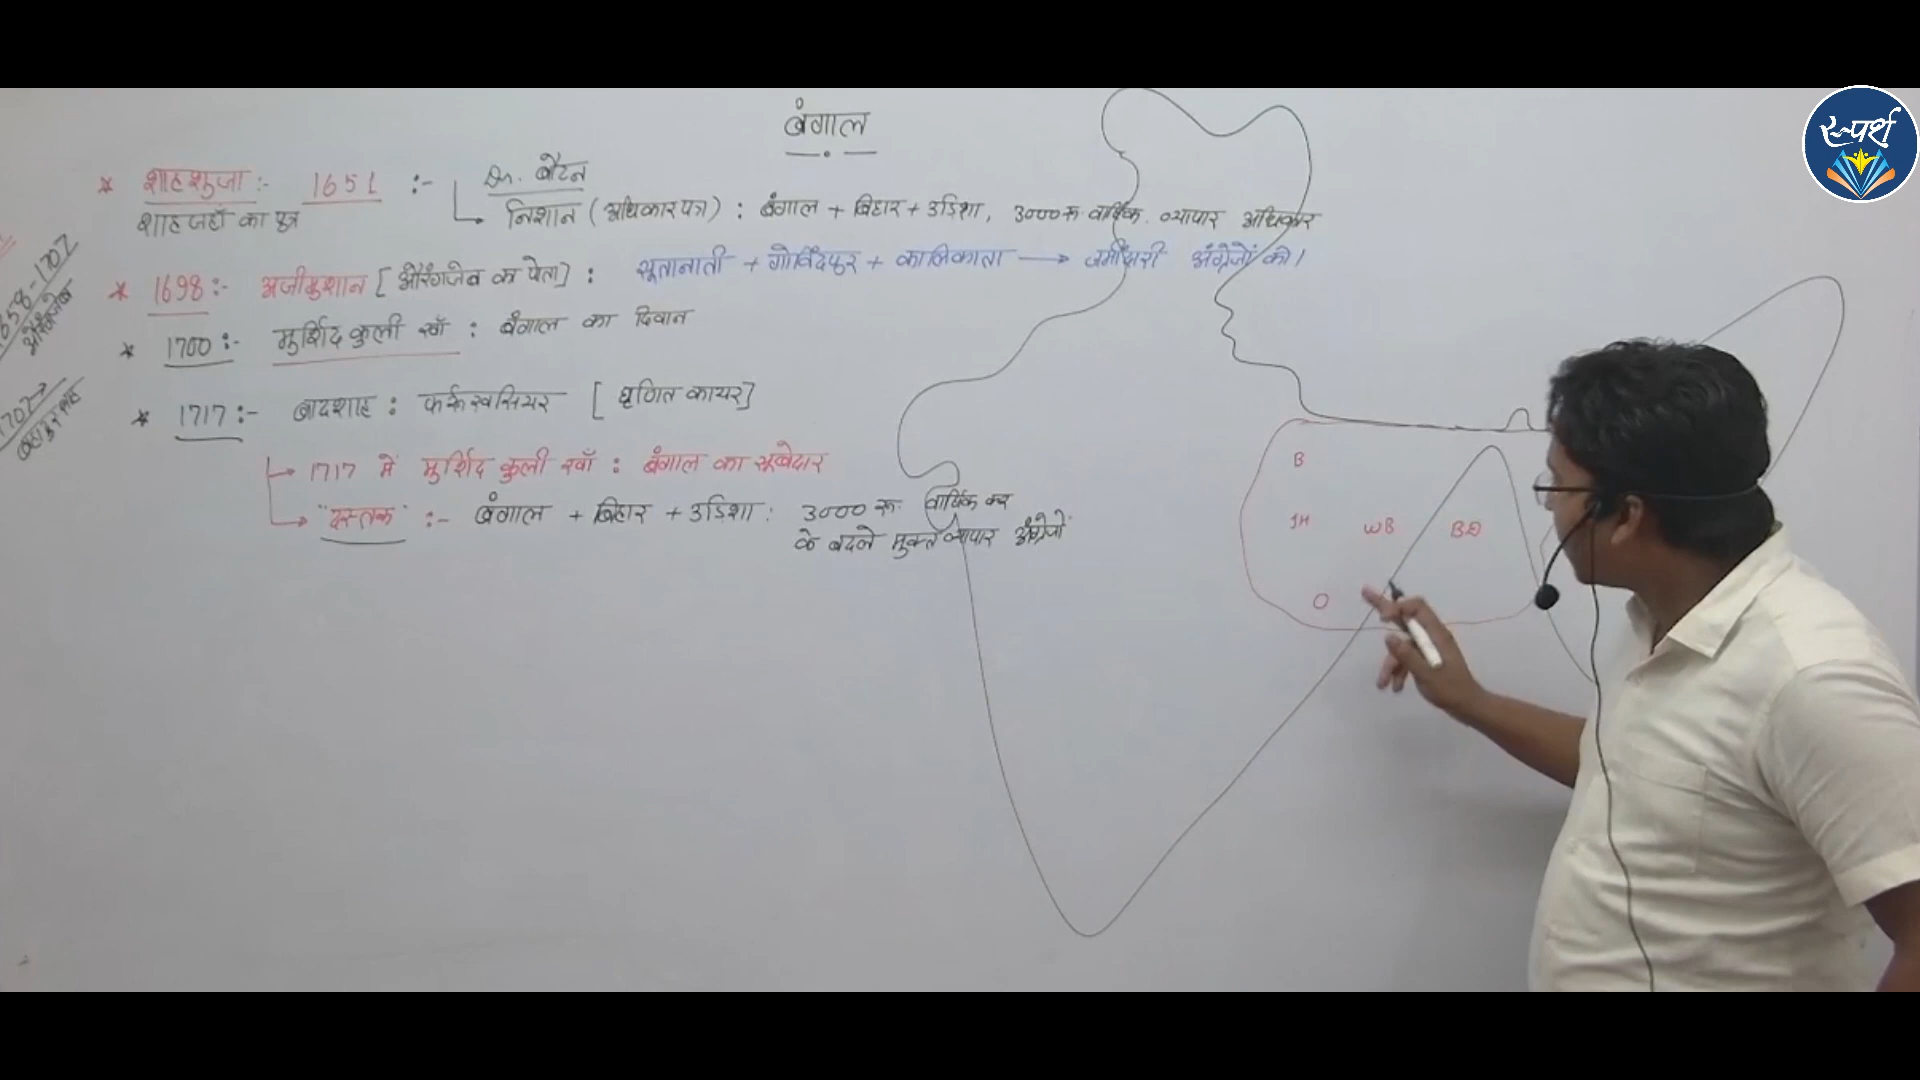 बंगाल
* शाहशुजा :- 1651 :- Dr. बौटन
शाहजहाँ का पुत्र
निशान (अधिकारपत्र) : बंगाल + बिहार + उड़िशा, 3000 रू वार्षिक. व्यापार अधिकार
* 1698 :- अजीमुशान [औरंगजेब का पोता] : सूतानाती + गोविंदपुर + कालिकाता → जमींदारी अंग्रेजों को।
* 1700 :- मुर्शिद कुली खाँ : बंगाल का दिवान
* 1717 :- बादशाह : फर्रूखसियर [घृणित कायर]
→ 1717 में मुर्शिद कुली खाँ : बंगाल का सूबेदार
→ "दस्तक" :- बंगाल + बिहार + उड़िशा : 3000 रू वार्षिक कर
के बदले मुक्त व्यापार अंग्रेजों
1658-1707
औरंगजेब
1707→
B
JH WB BD
O
स्पर्श